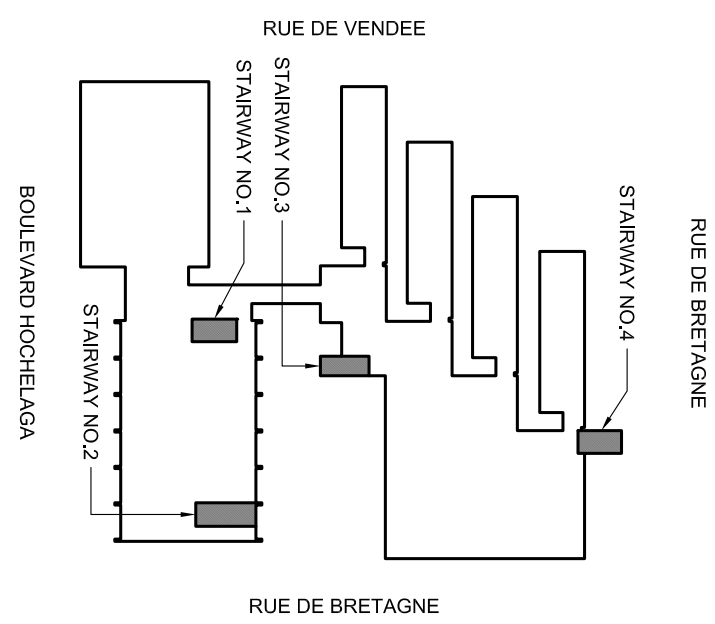 RUE DE VENDEE
STAIRWAY NO.1
STAIRWAY NO.3
BOULEVARD HOCHELAGA
STAIRWAY NO.4
RUE DE BRETAGNE
STAIRWAY NO.2
RUE DE BRETAGNE